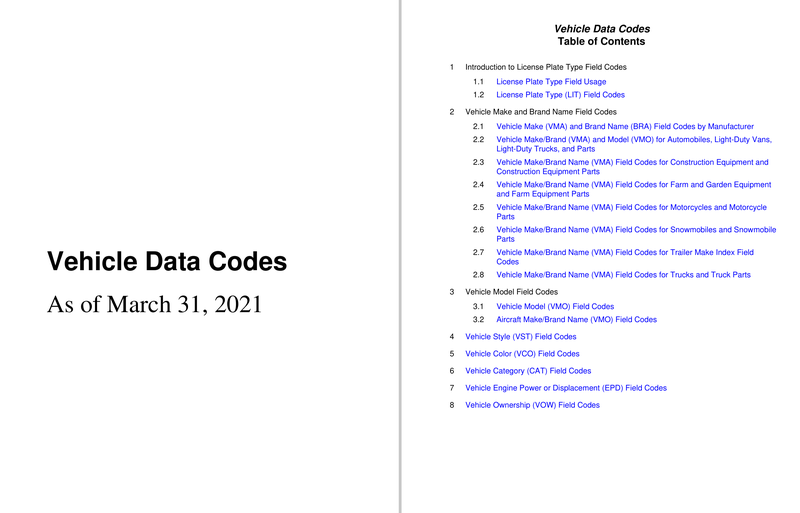 Vehicle Data Codes
As of March 31, 2021
Vehicle Data Codes
Table of Contents
1 Introduction to License Plate Type Field Codes
1.1 License Plate Type Field Usage
1.2 License Plate Type (LIT) Field Codes
2 Vehicle Make and Brand Name Field Codes
2.1 Vehicle Make (VMA) and Brand Name (BRA) Field Codes by Manufacturer
2.2 Vehicle Make/Brand (VMA) and Model (VMO) for Automobiles, Light-Duty Vans,
Light-Duty Trucks, and Parts
2.3 Vehicle Make/Brand Name (VMA) Field Codes for Construction Equipment and
Construction Equipment Parts
2.4 Vehicle Make/Brand Name (VMA) Field Codes for Farm and Garden Equipment
and Farm Equipment Parts
2.5 Vehicle Make/Brand Name (VMA) Field Codes for Motorcycles and Motorcycle
Parts
2.6 Vehicle Make/Brand Name (VMA) Field Codes for Snowmobiles and Snowmobile
Parts
2.7 Vehicle Make/Brand Name (VMA) Field Codes for Trailer Make Index Field
Codes
2.8 Vehicle Make/Brand Name (VMA) Field Codes for Trucks and Truck Parts
3 Vehicle Model Field Codes
3.1 Vehicle Model (VMO) Field Codes
3.2 Aircraft Make/Brand Name (VMO) Field Codes
4 Vehicle Style (VST) Field Codes
5 Vehicle Color (VCO) Field Codes
6 Vehicle Category (CAT) Field Codes
7 Vehicle Engine Power or Displacement (EPD) Field Codes
8 Vehicle Ownership (VOW) Field Codes